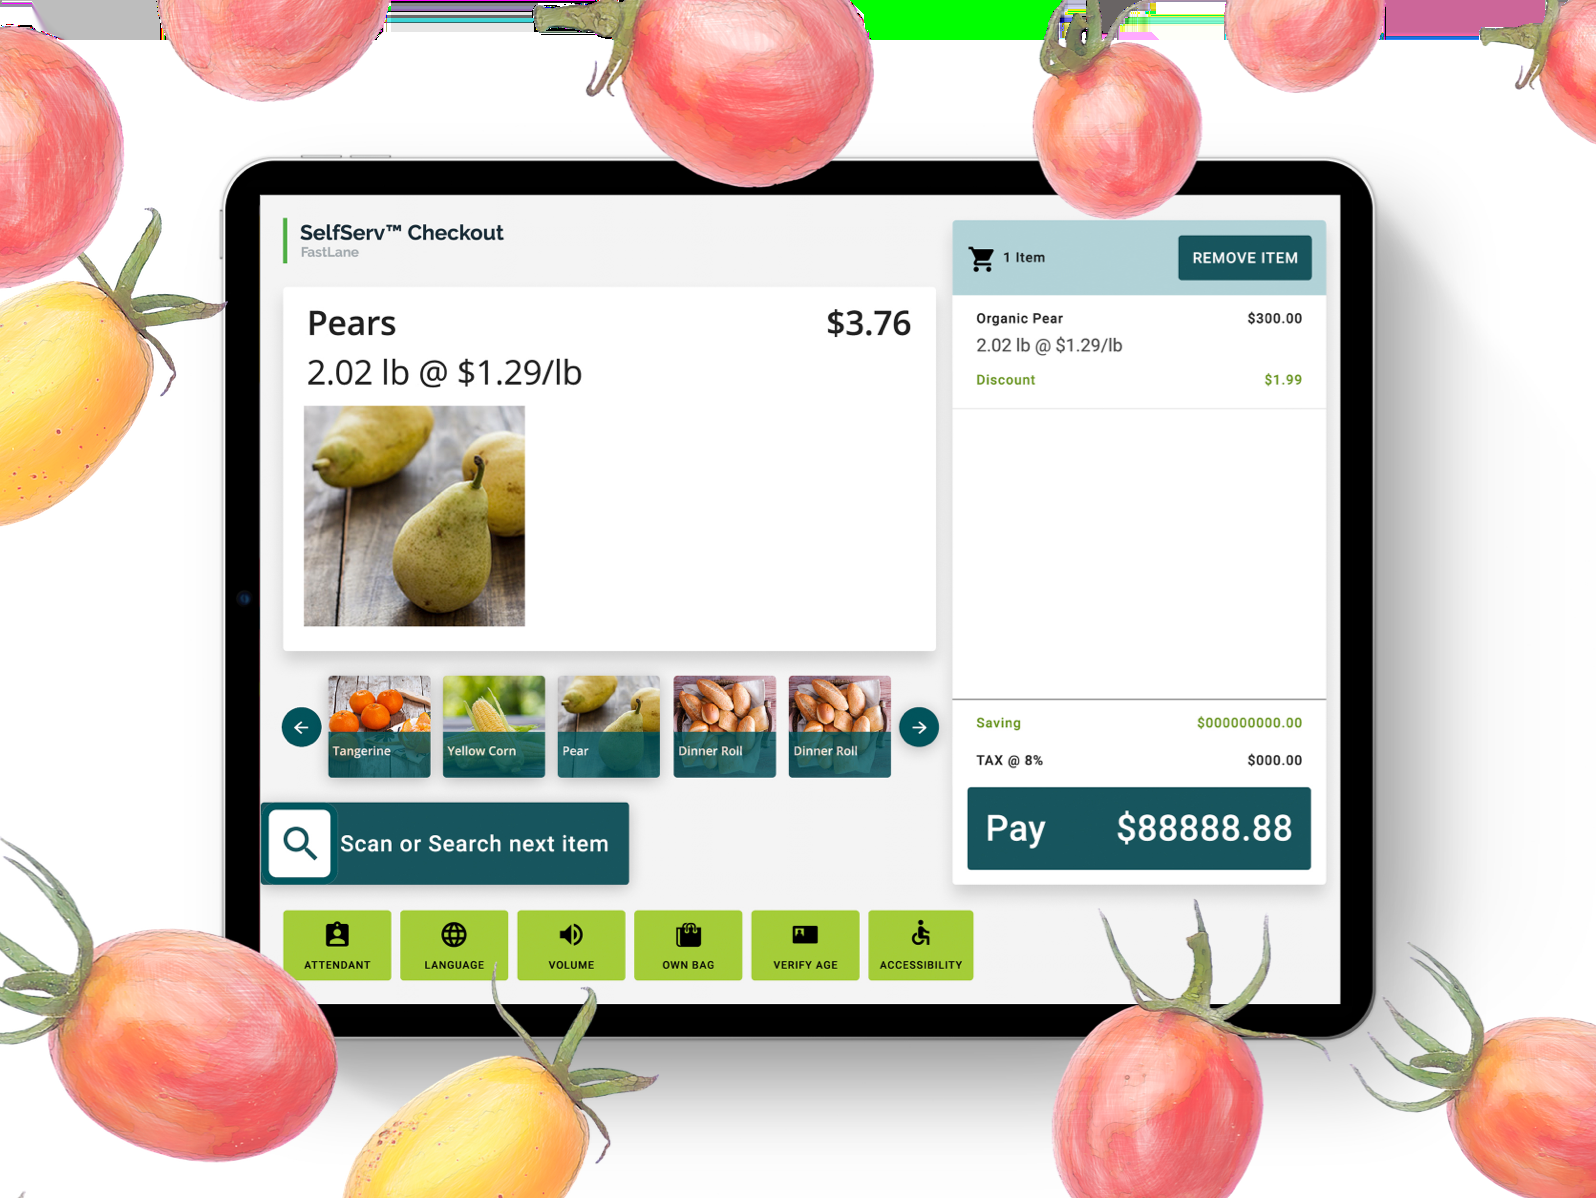 SelfServ™ Checkout
FastLane
Pears $3.76
2.02 lb @ $1.29/lb
Tangerine
Yellow Corn
Pear
Dinner Roll
Dinner Roll
Scan or Search next item
ATTENDANT
LANGUAGE
VOLUME
OWN BAG
VERIFY AGE
ACCESSIBILITY
1 Item
REMOVE ITEM
Organic Pear $300.00
2.02 lb @ $1.29/lb
Discount $1.99
Saving $000000000.00
TAX @ 8% $000.00
Pay $88888.88